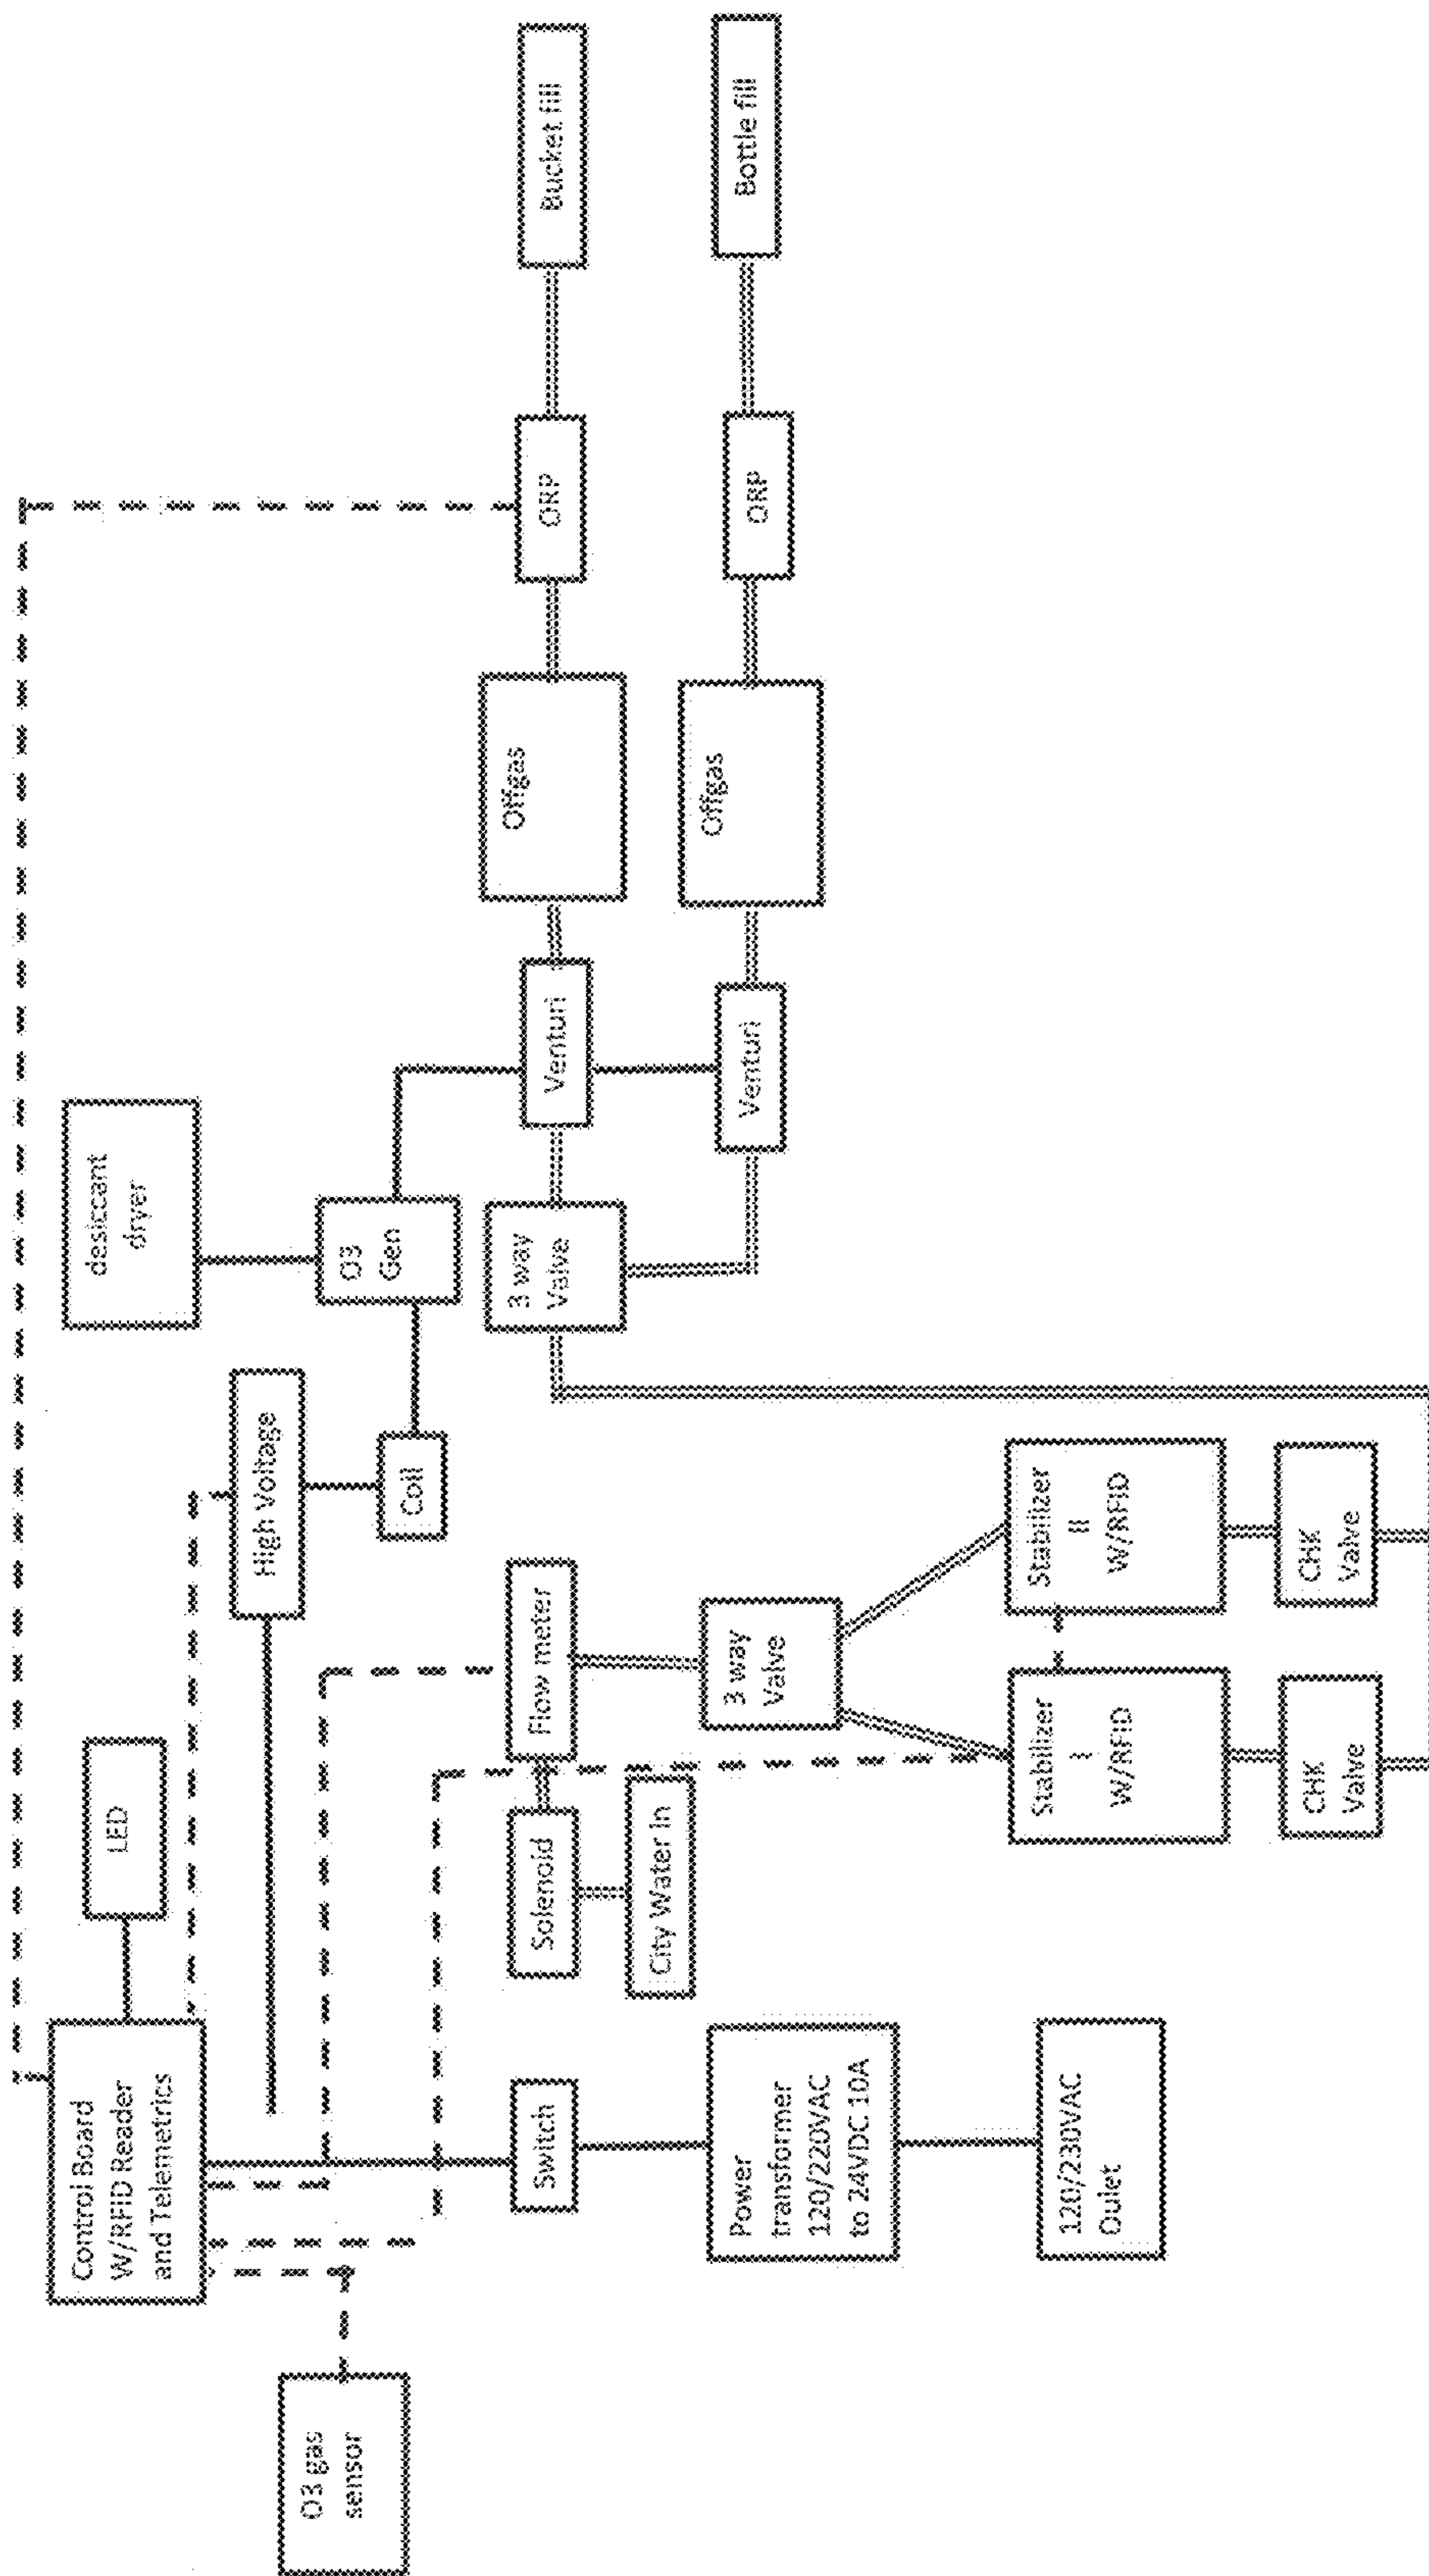 O3 gas
sensor
Control Board
W/RFID Reader
and Telemetrics
LED
High Voltage
desiccant
dryer
Coil
O3
Gen
Switch
Solenoid
Flow meter
City Water In
3 way
Valve
Venturi
Offgas
ORP
Bucket fill
Venturi
Offgas
ORP
Bottle fill
Power
transformer
120/220VAC
to 24VDC 10A
3 way
Valve
120/230VAC
Oulet
Stabilizer
I
W/RFID
Stabilizer
II
W/RFID
CHK
Valve
CHK
Valve